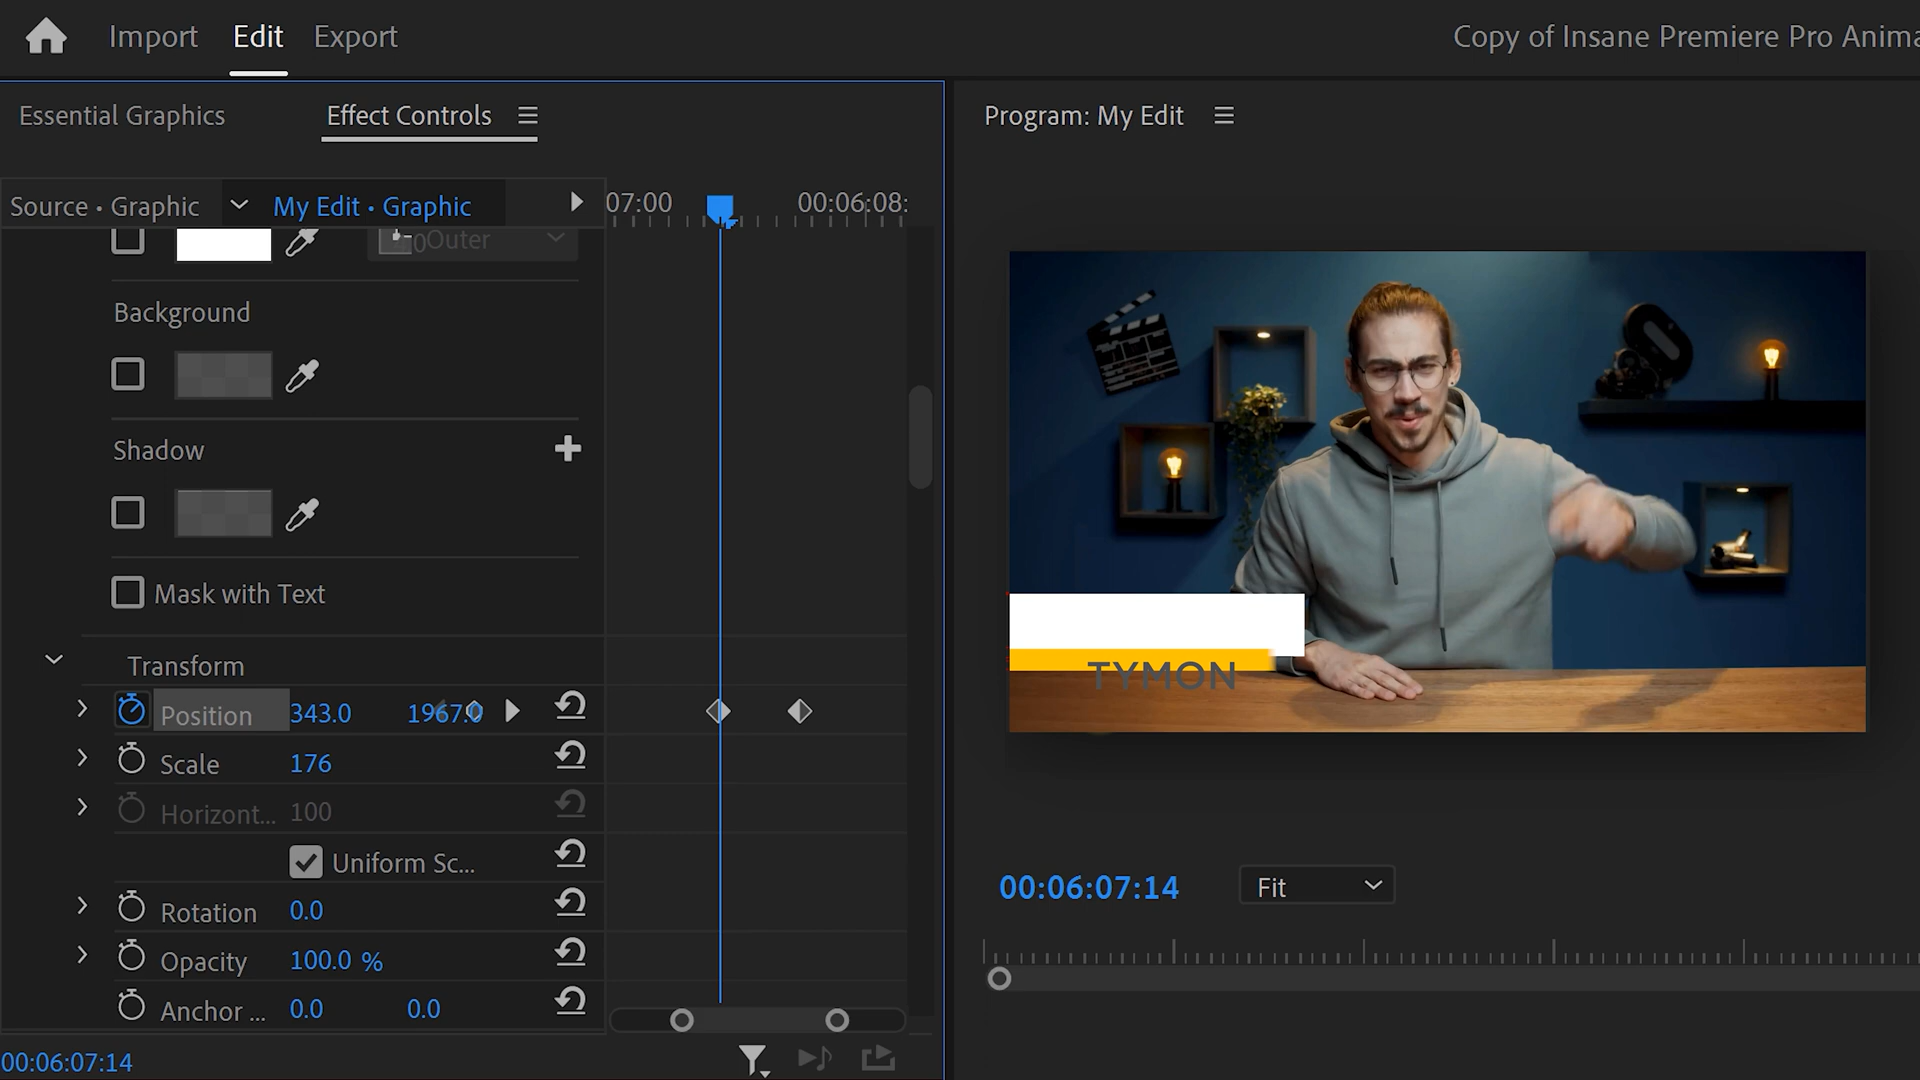 Import Edit Export
Copy of Insane Premiere Pro Anima
Essential Graphics
Effect Controls
Program: My Edit
Source • Graphic
My Edit • Graphic
07:00
00:06:08:
Outer
Background
Shadow
Mask with Text
Transform
Position 343.0 1967.0
Scale 176
Horizont... 100
Uniform Sc...
Rotation 0.0
Opacity 100.0 %
Anchor ... 0.0 0.0
00:06:07:14
TYMON
00:06:07:14
Fit